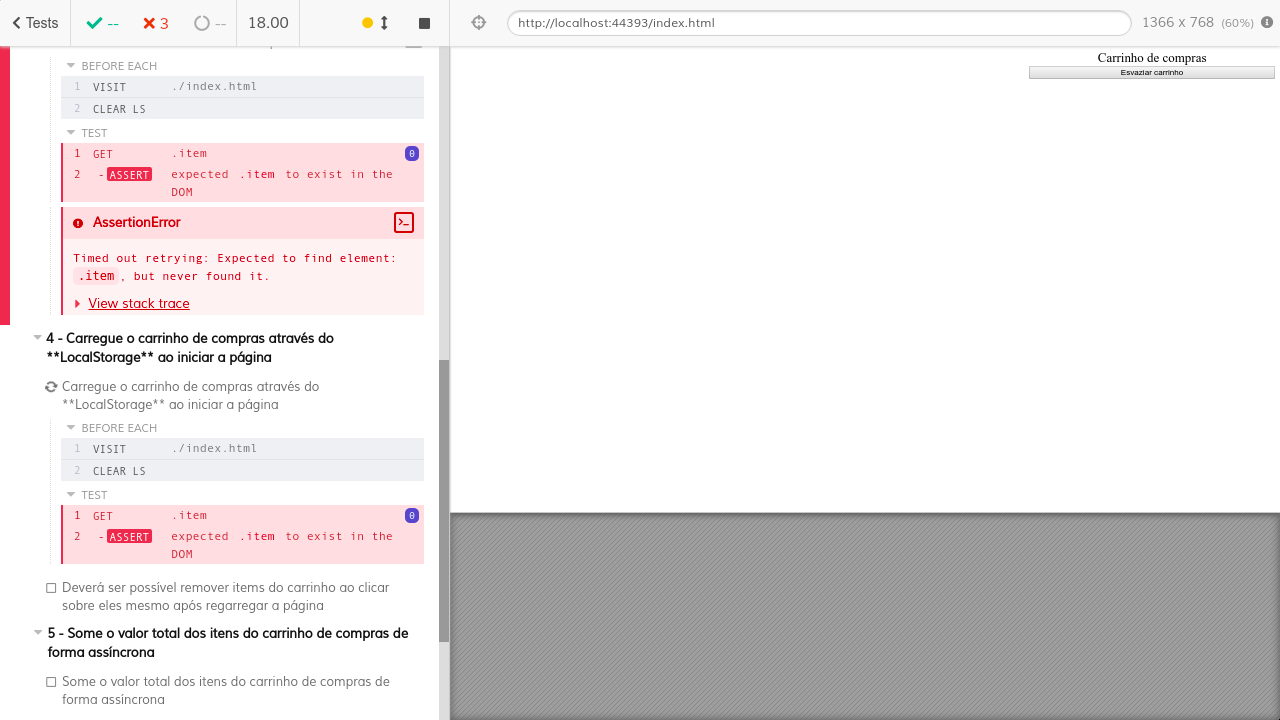 Tests
--
3
--
18.00
http://localhost:44393/index.html
1366 x 768 (60%)
BEFORE EACH
1 VISIT ./index.html
2 CLEAR LS
TEST
1 GET .item 0
2 -ASSERT expected .item to exist in the
DOM
AssertionError
Timed out retrying: Expected to find element:
.item, but never found it.
View stack trace
4 - Carregue o carrinho de compras através do
**LocalStorage** ao iniciar a página
Carregue o carrinho de compras através do
**LocalStorage** ao iniciar a página
BEFORE EACH
1 VISIT ./index.html
2 CLEAR LS
TEST
1 GET .item 0
2 -ASSERT expected .item to exist in the
DOM
Deverá ser possível remover items do carrinho ao clicar
sobre eles mesmo após regarregar a página
5 - Some o valor total dos itens do carrinho de compras de
forma assíncrona
Some o valor total dos itens do carrinho de compras de
forma assíncrona
Carrinho de compras
Esvaziar carrinho